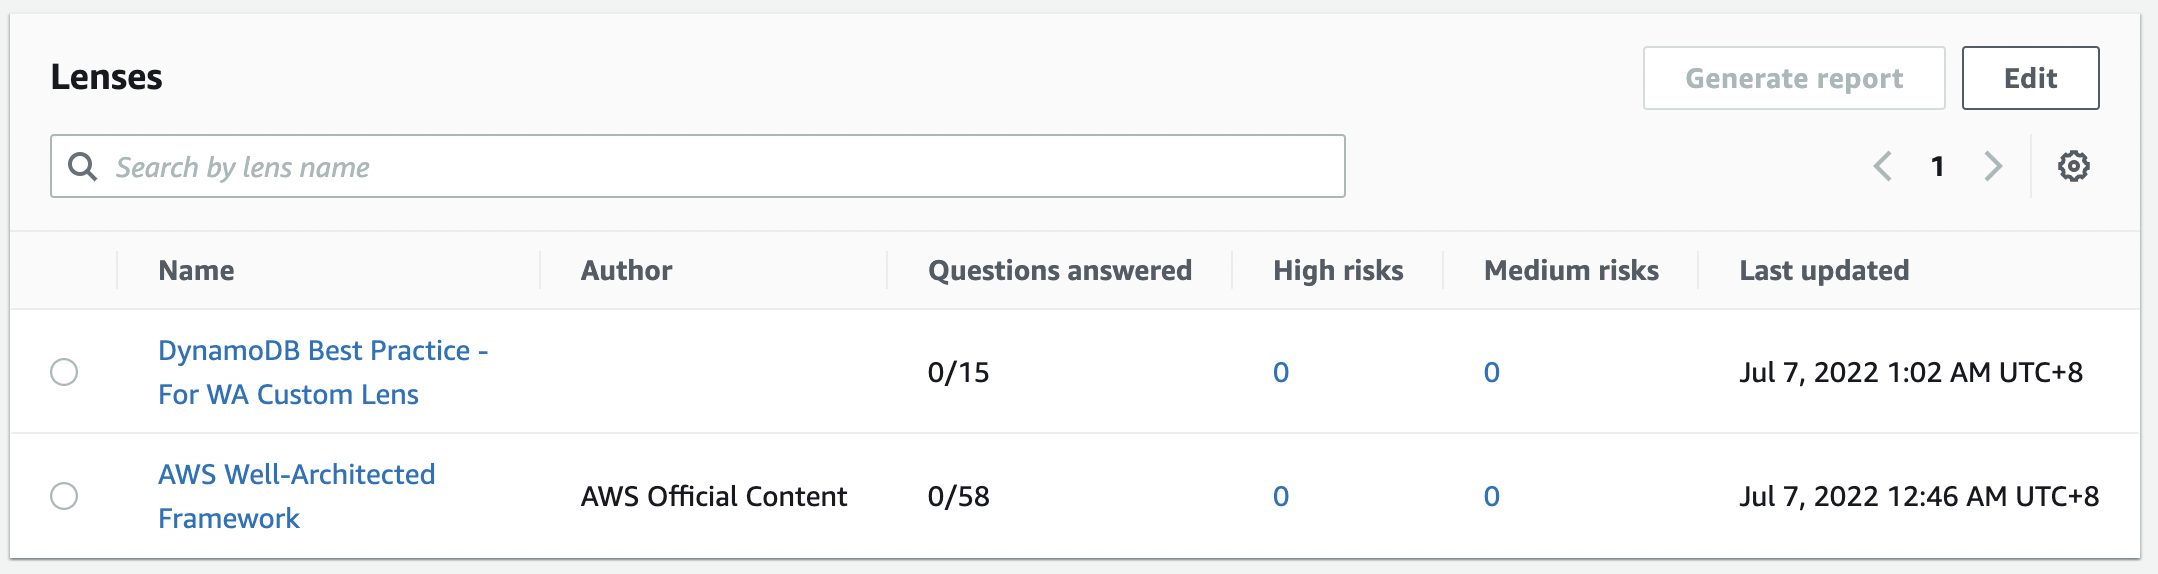 Lenses
Generate report
Edit
Search by lens name
1
Name Author Questions answered High risks Medium risks Last updated
DynamoDB Best Practice -
For WA Custom Lens
0/15 0 0 Jul 7, 2022 1:02 AM UTC+8
AWS Well-Architected
Framework
AWS Official Content 0/58 0 0 Jul 7, 2022 12:46 AM UTC+8